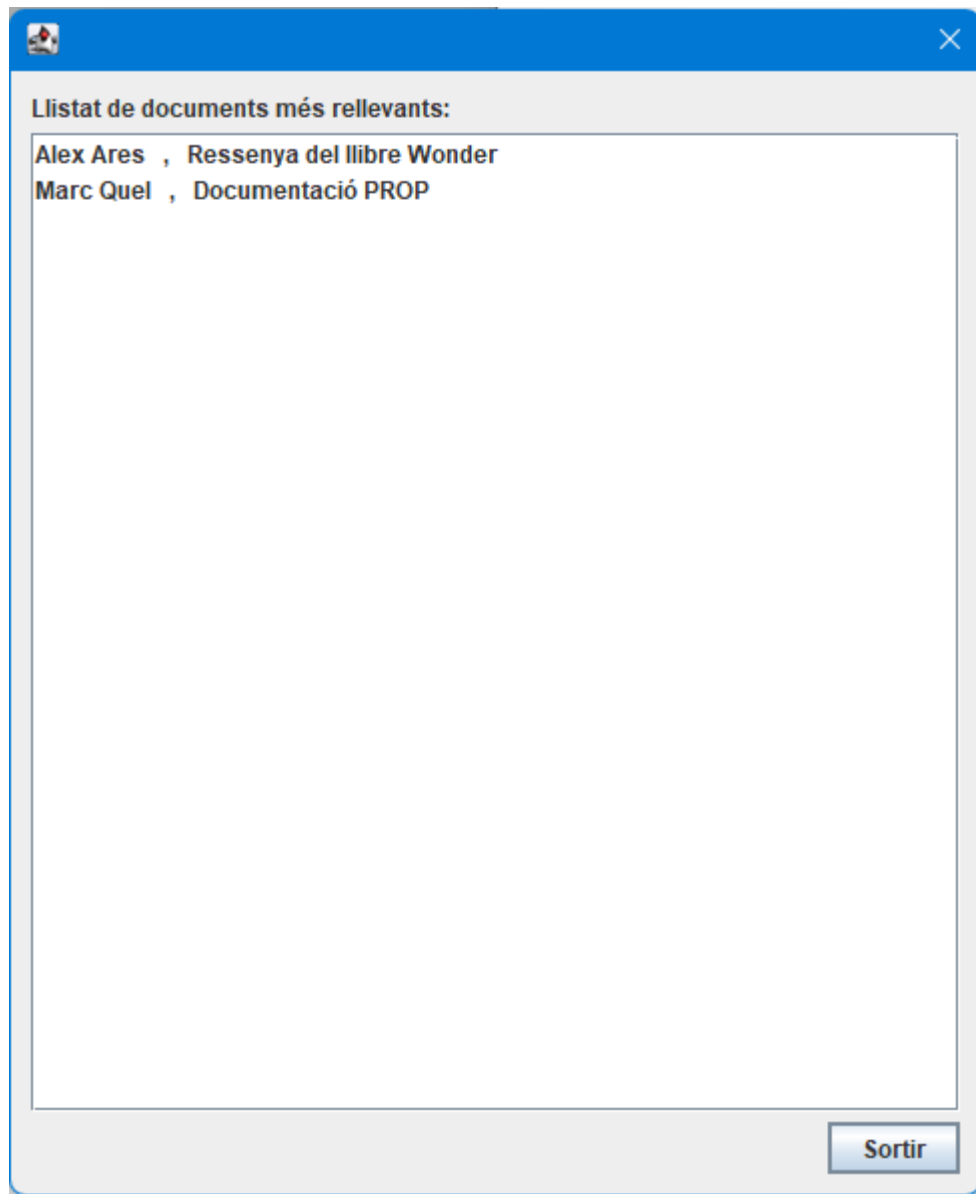 Llistat de documents més rellevants:
Alex Ares , Ressenya del llibre Wonder
Marc Quel , Documentació PROP
Sortir